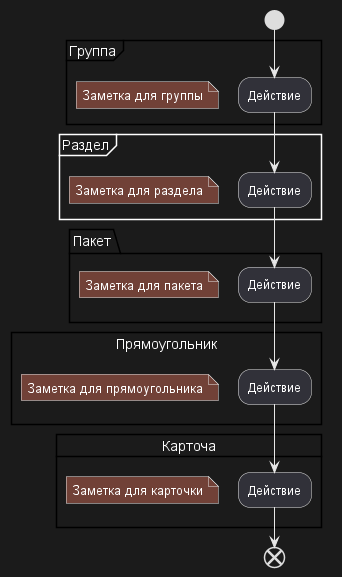 Группа
Заметка для группы
Действие
Раздел
Заметка для раздела
Действие
Пакет
Заметка для пакета
Действие
Прямоугольник
Заметка для прямоугольника
Действие
Карточа
Заметка для карточки
Действие